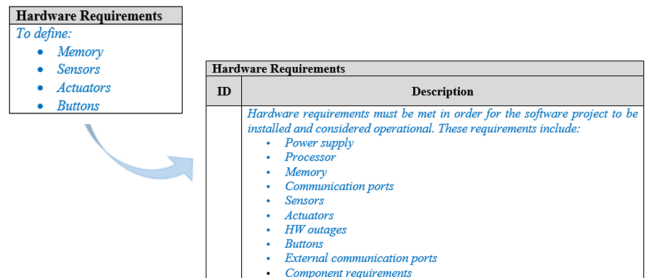 Hardware Requirements
To define:
• Memory
• Sensors
• Actuators
• Buttons
Hardware Requirements
ID Description
Hardware requirements must be met in order for the software project to be
installed and considered operational. These requirements include:
• Power supply
• Processor
• Memory
• Communication ports
• Sensors
• Actuators
• HW outages
• Buttons
• External communication ports
• Component requirements